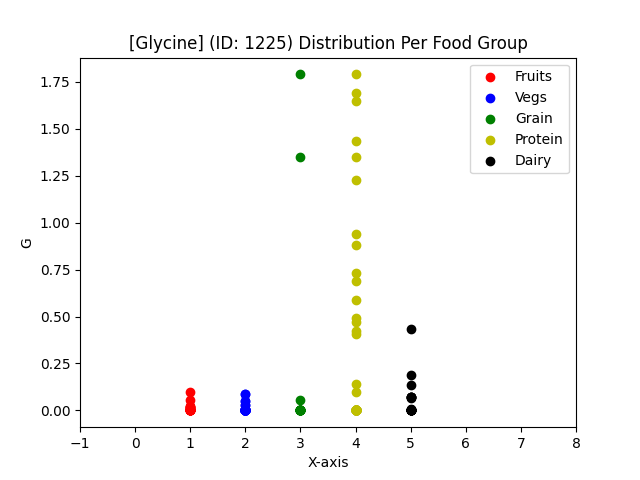 [Glycine] (ID: 1225) Distribution Per Food Group
Fruits
Vegs
Grain
Protein
Dairy
1.75
1.50
1.25
1.00
0.75
0.50
0.25
0.00
G
−1 0 1 2 3 4 5 6 7 8
X-axis